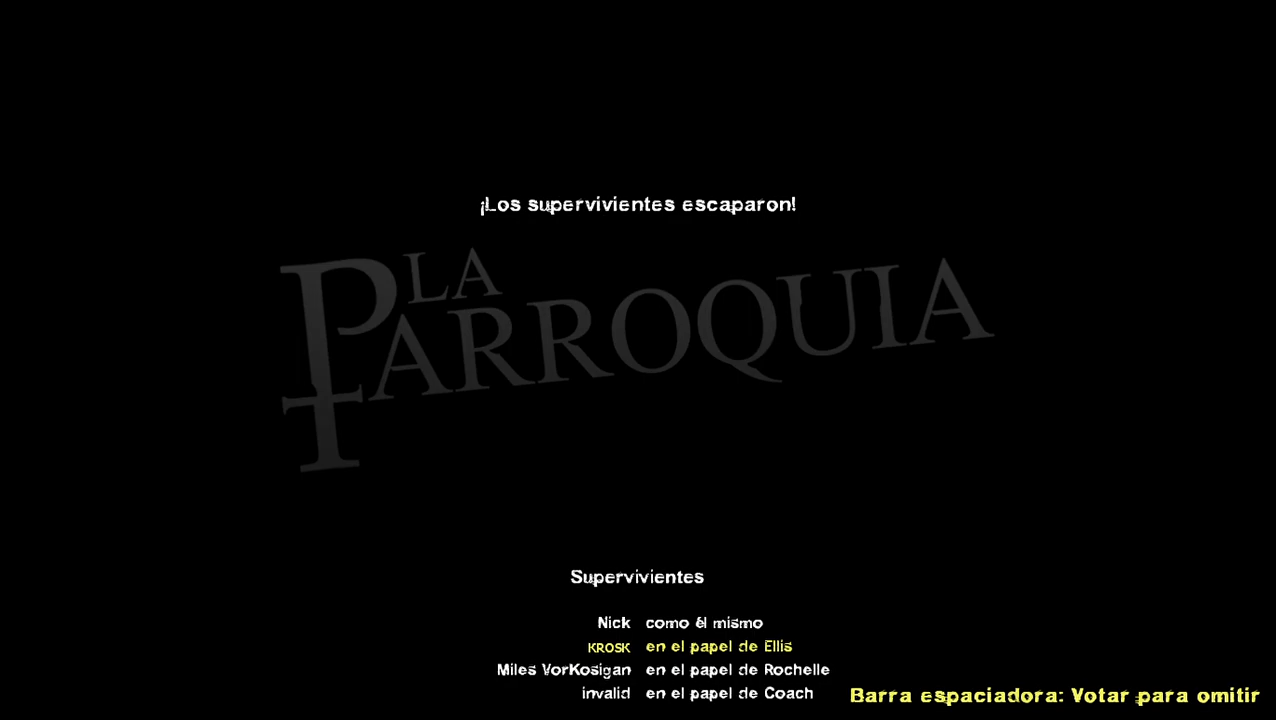 ¡Los supervivientes escaparon!
LA
PARROQUIA
Supervivientes
Nick como él mismo
KROSK en el papel de Ellis
Miles VorKosigan en el papel de Rochelle
invalid en el papel de Coach
Barra espaciadora: Votar para omitir